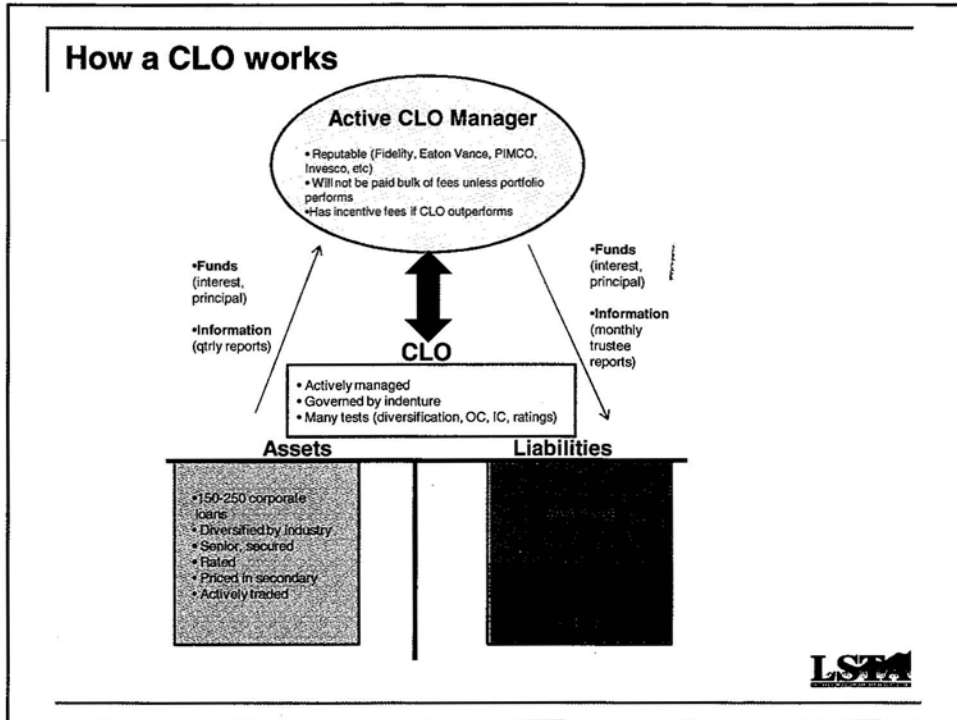 How a CLO works
Active CLO Manager
• Reputable (Fidelity, Eaton Vance, PIMCO,
Invesco, etc)
• Will not be paid bulk of fees unless portfolio
performs
•Has incentive fees if CLO outperforms
•Funds
(interest,
principal)
•Information
(qtrly reports)
•Funds
(interest,
principal)
•Information
(monthly
trustee
reports)
CLO
• Actively managed
• Governed by indenture
• Many tests (diversification, OC, IC, ratings)
Assets
Liabilities
•150-250 corporate
loans
• Diversified by industry
• Senior, secured
• Rated
• Priced in secondary
• Actively traded
LSTA